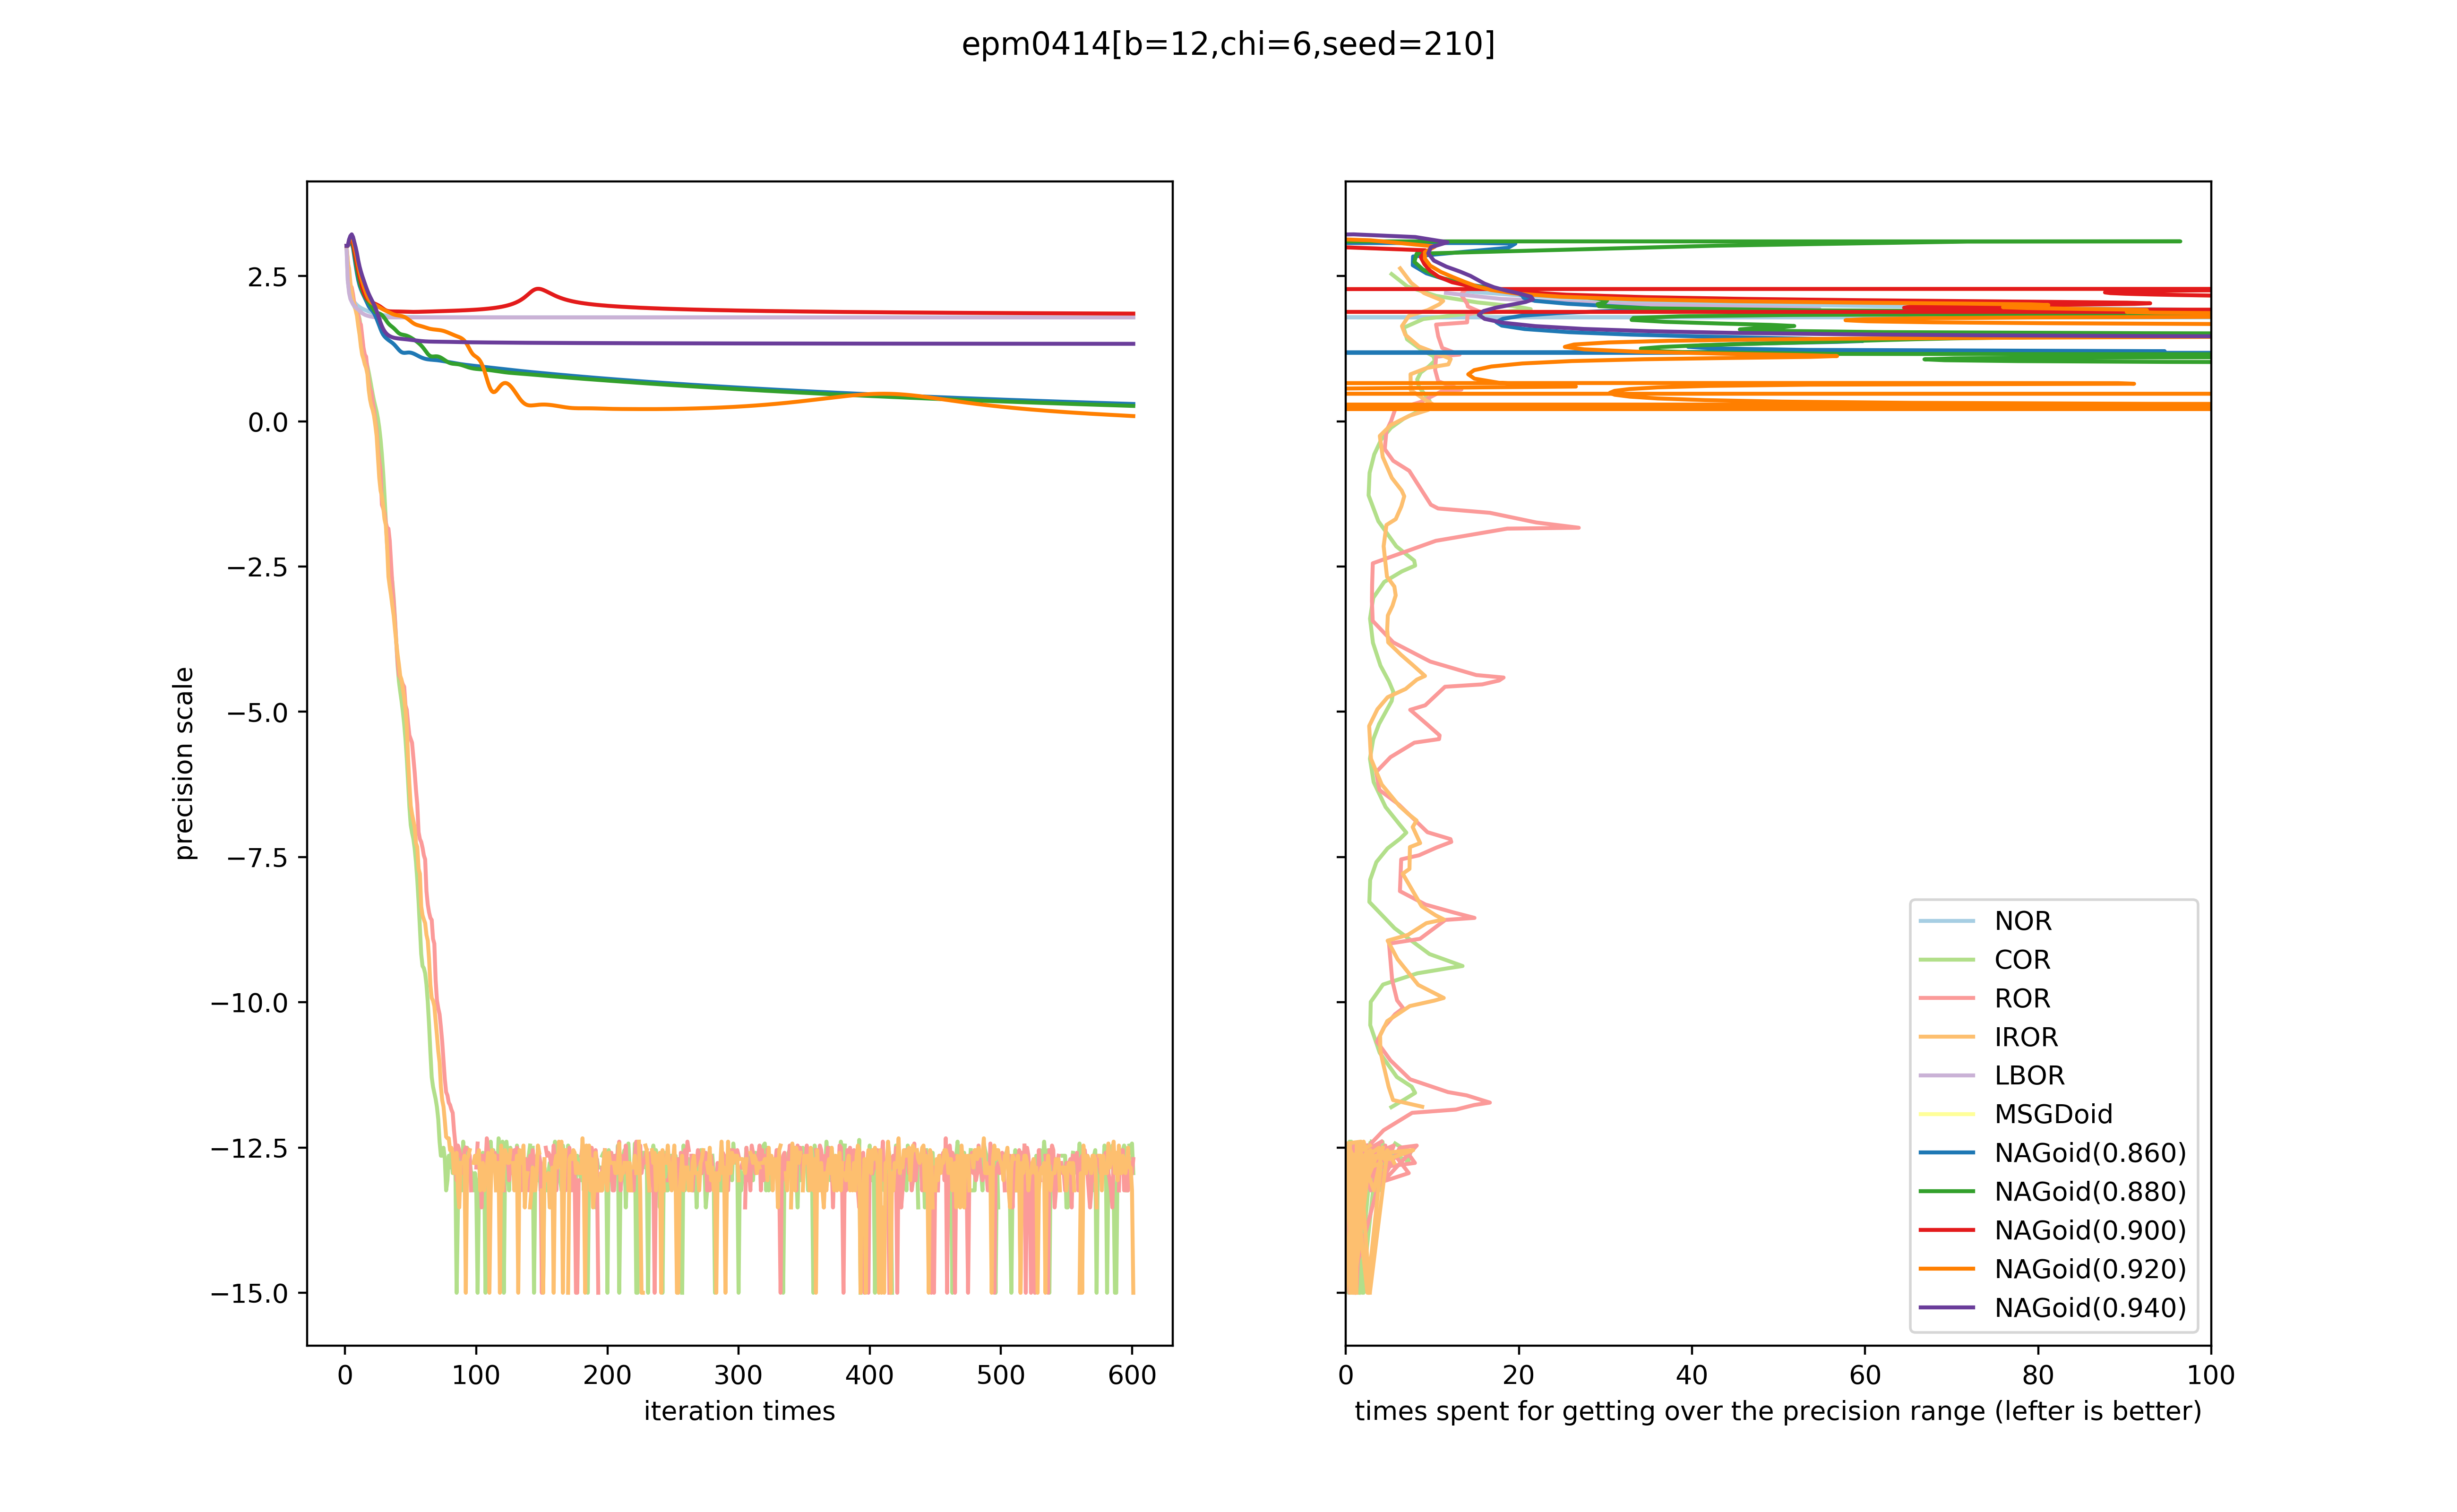 epm0414[b=12,chi=6,seed=210]
precision scale
2.5
0.0
−2.5
−5.0
−7.5
−10.0
−12.5
−15.0
0 100 200 300 400 500 600
iteration times
0 20 40 60 80 100
times spent for getting over the precision range (lefter is better)
NOR
COR
ROR
IROR
LBOR
MSGDoid
NAGoid(0.860)
NAGoid(0.880)
NAGoid(0.900)
NAGoid(0.920)
NAGoid(0.940)